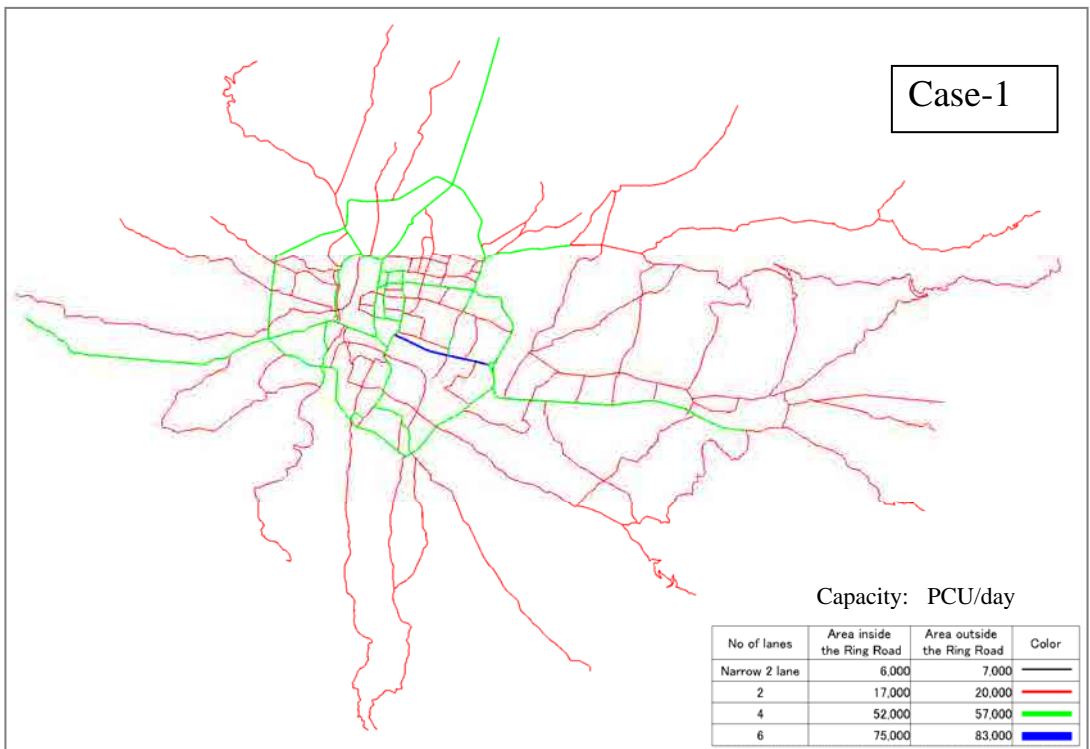 Case-1
Capacity: PCU/day
No of lanes Area inside the Ring Road Area outside the Ring Road Color
Narrow 2 lane 6,000 7,000
2 17,000 20,000
4 52,000 57,000
6 75,000 83,000